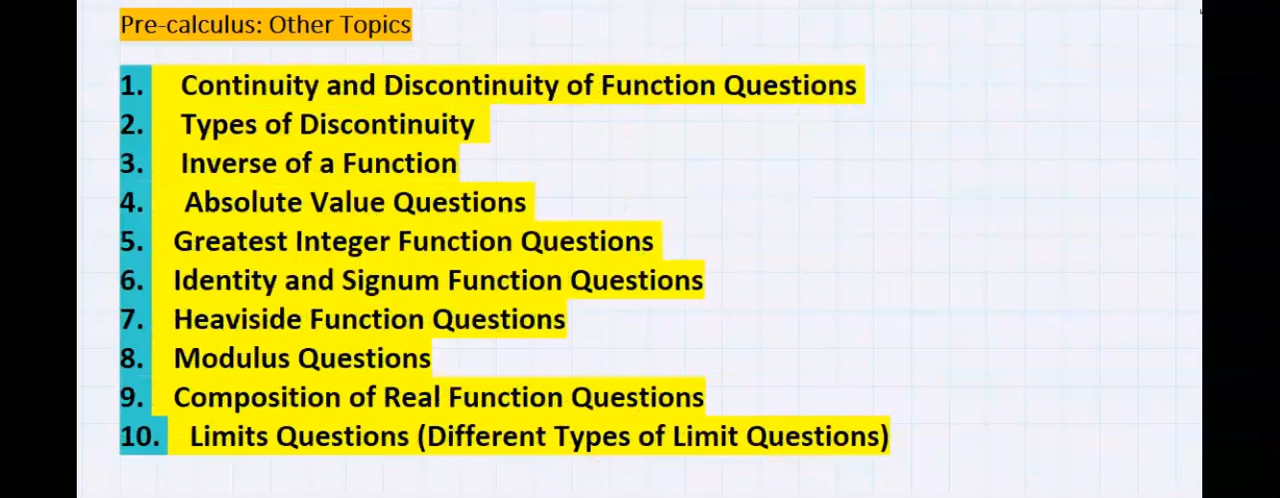 Pre-calculus: Other Topics
1. Continuity and Discontinuity of Function Questions
2. Types of Discontinuity
3. Inverse of a Function
4. Absolute Value Questions
5. Greatest Integer Function Questions
6. Identity and Signum Function Questions
7. Heaviside Function Questions
8. Modulus Questions
9. Composition of Real Function Questions
10. Limits Questions (Different Types of Limit Questions)